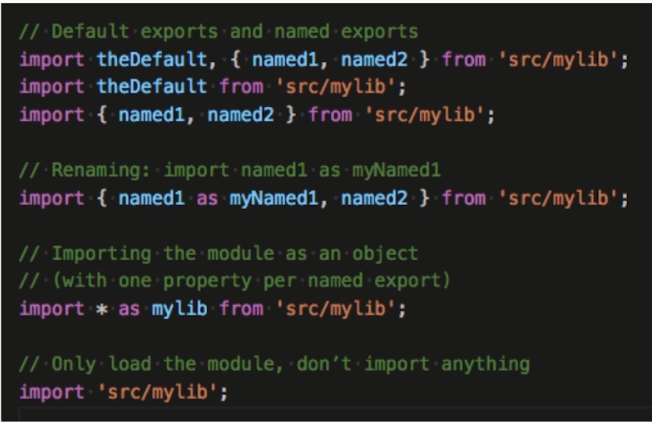 // Default exports and named exports
import theDefault, { named1, named2 } from 'src/mylib';
import theDefault from 'src/mylib';
import { named1, named2 } from 'src/mylib';
// Renaming: import named1 as myNamed1
import { named1 as myNamed1, named2 } from 'src/mylib';
// Importing the module as an object
// (with one property per named export)
import * as mylib from 'src/mylib';
// Only load the module, don’t import anything
import 'src/mylib';